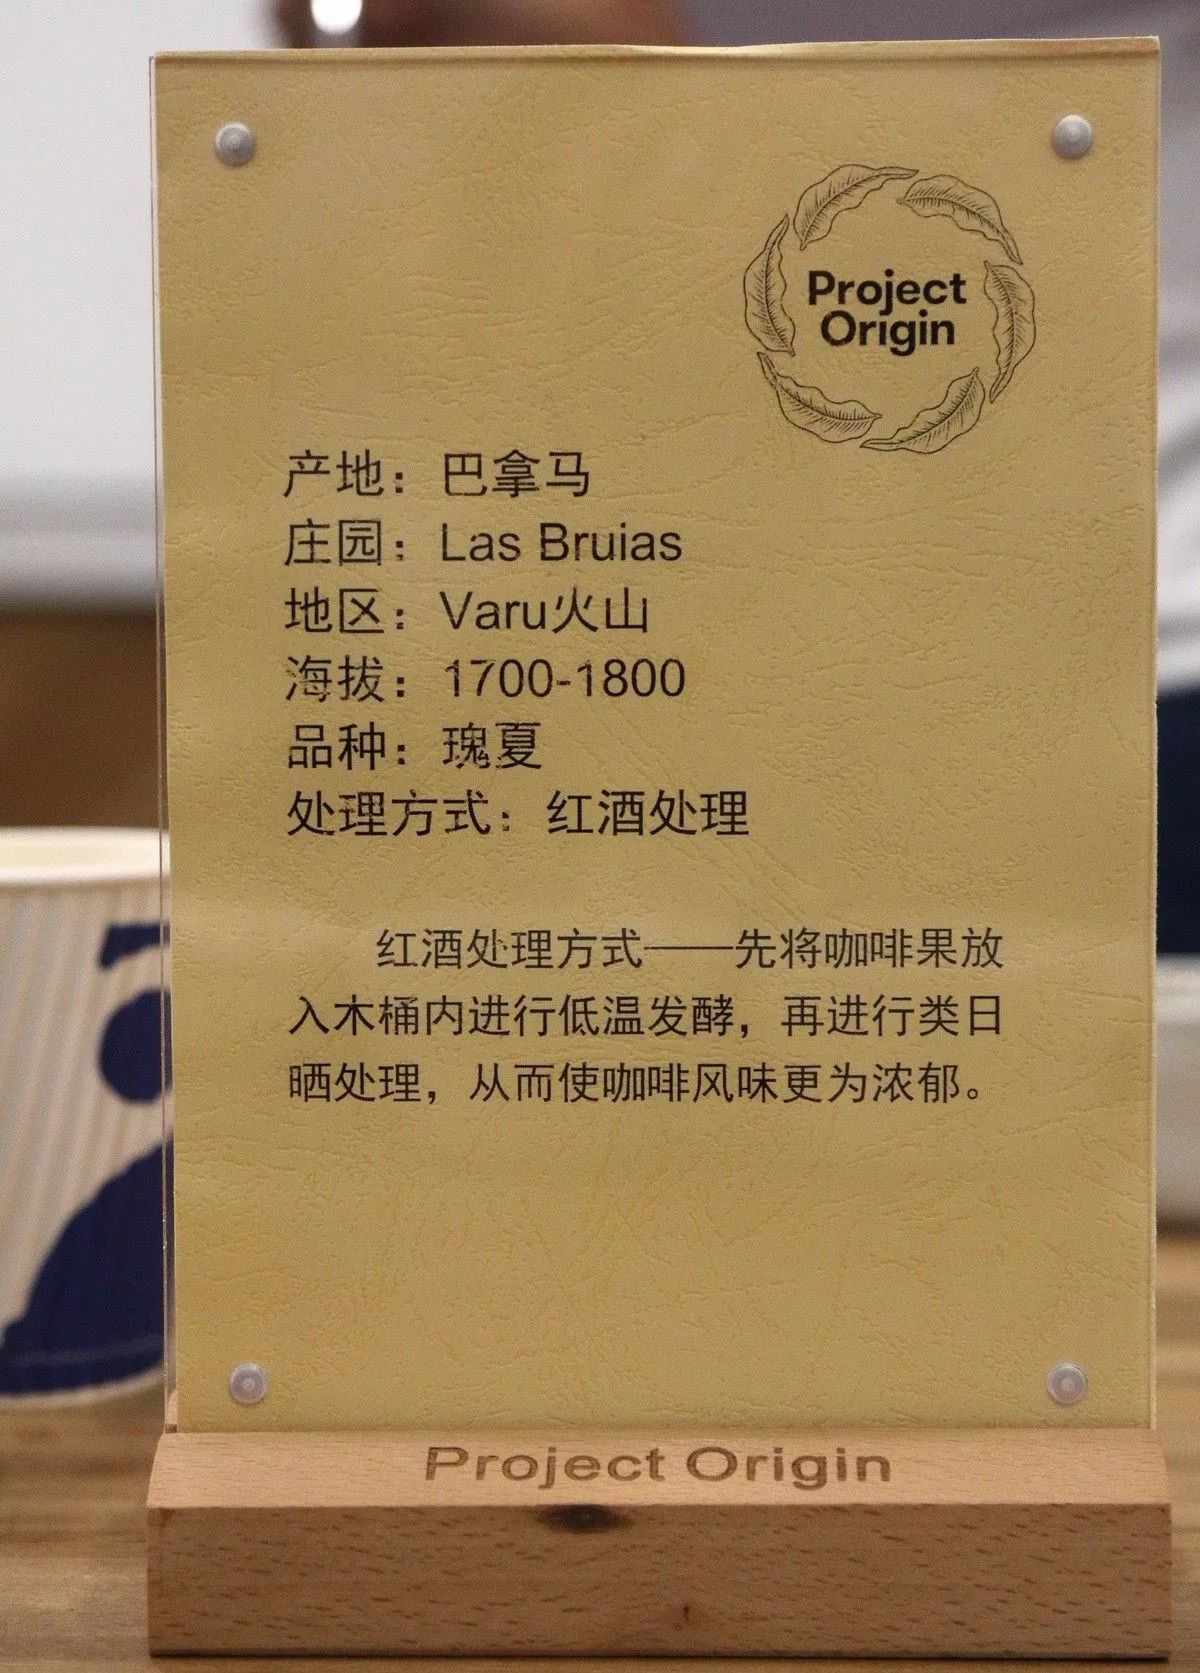 Project
Origin
产地：巴拿马
庄园：Las Bruias
地区：Varu火山
海拔：1700-1800
品种：瑰夏
处理方式：红酒处理
红酒处理方式——先将咖啡果放
入木桶内进行低温发酵，再进行类日
晒处理，从而使咖啡风味更为浓郁。
Project Origin